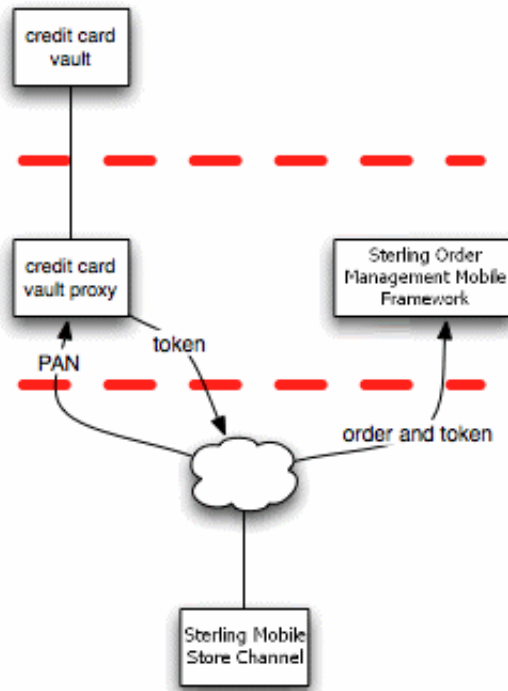 credit card
vault
credit card
vault proxy
Sterling Order
Management Mobile
Framework
token
PAN
order and token
Sterling Mobile
Store Channel